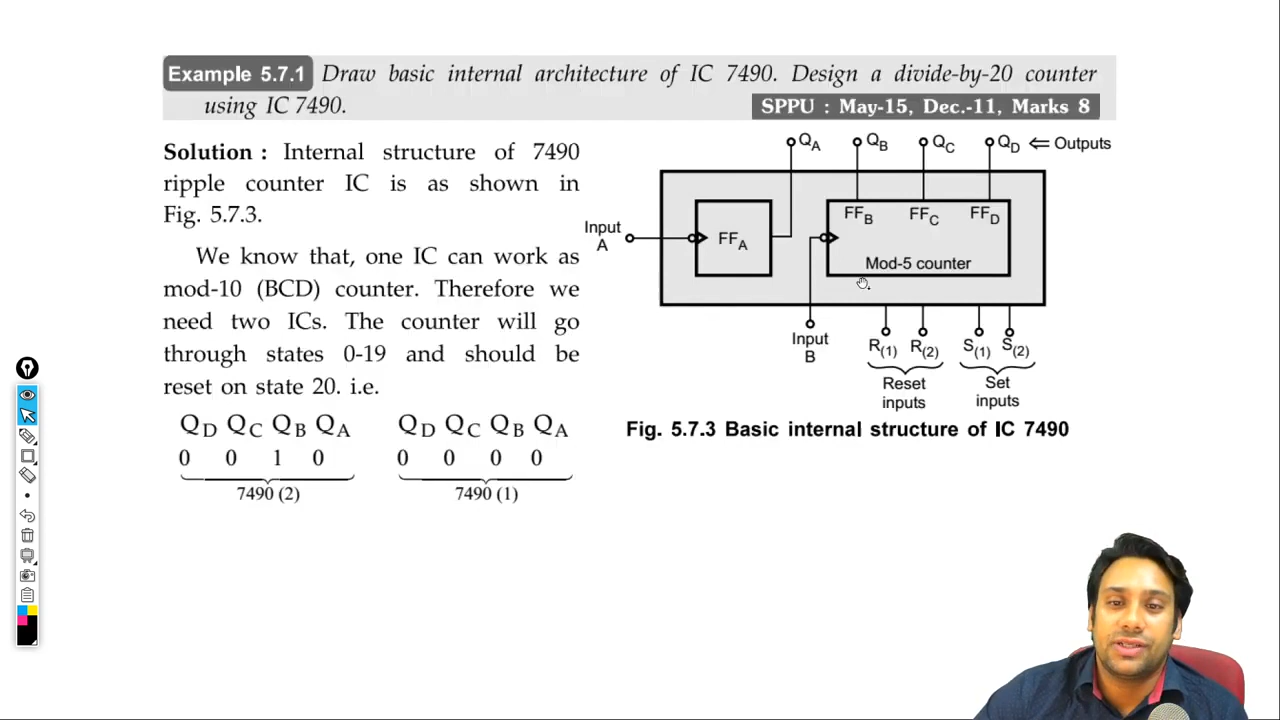 Example 5.7.1 Draw basic internal architecture of IC 7490. Design a divide-by-20 counter
using IC 7490. SPPU : May-15, Dec.-11, Marks 8
Solution : Internal structure of 7490
ripple counter IC is as shown in
Fig. 5.7.3.
We know that, one IC can work as
mod-10 (BCD) counter. Therefore we
need two ICs. The counter will go
through states 0-19 and should be
reset on state 20. i.e.
QD QC QB QA QD QC QB QA
0 0 1 0 0 0 0 0
7490 (2) 7490 (1)
QA QB QC QD ⇐ Outputs
Input
A
FFA
FFB FFC FFD
Mod-5 counter
Input
B
R(1) R(2) S(1) S(2)
Reset
inputs
Set
inputs
Fig. 5.7.3 Basic internal structure of IC 7490